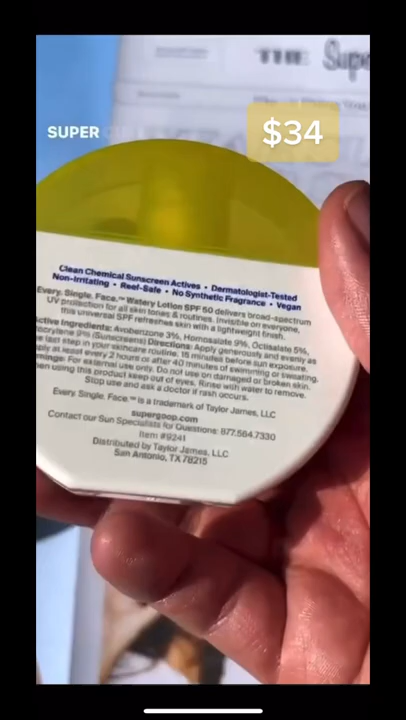 THE Supe
SUPER
$34
Clean Chemical Sunscreen Actives • Dermatologist-Tested
Non-Irritating • Reef-Safe • No Synthetic Fragrance • Vegan
Every. Single. Face.™ Watery Lotion SPF 50 delivers broad-spectrum
UV protection for all skin tones & routines. Invisible on everyone,
this universal SPF refreshes skin with a lightweight finish.
Active Ingredients: Avobenzone 3%, Homosalate 9%, Octisalate 5%,
9% (Sunscreens) Directions: Apply generously and evenly as
last step in your skincare routine, 15 minutes before sun exposure.
at least every 2 hours or after 40 minutes of swimming or sweating.
For external use only. Do not use on damaged or broken skin.
using this product keep out of eyes. Rinse with water to remove.
Stop use and ask a doctor if rash occurs.
Every Single. Face.™ is a trademark of Taylor James, LLC
supergoop.com
Contact our Sun Specialists for Questions: 877.564.7330
Item #9241
Distributed by Taylor James, LLC
San Antonio, TX 78215